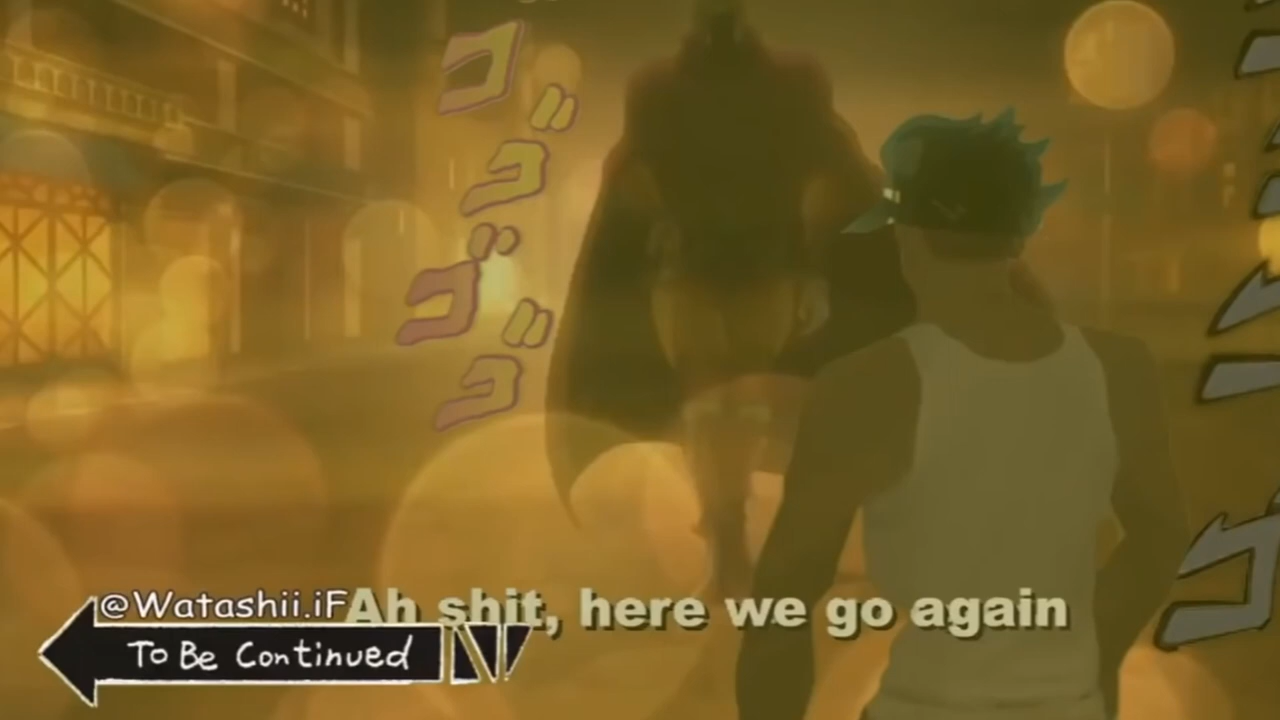 ゴゴゴゴ
@Watashii.iF
Ah shit, here we go again
To Be Continued